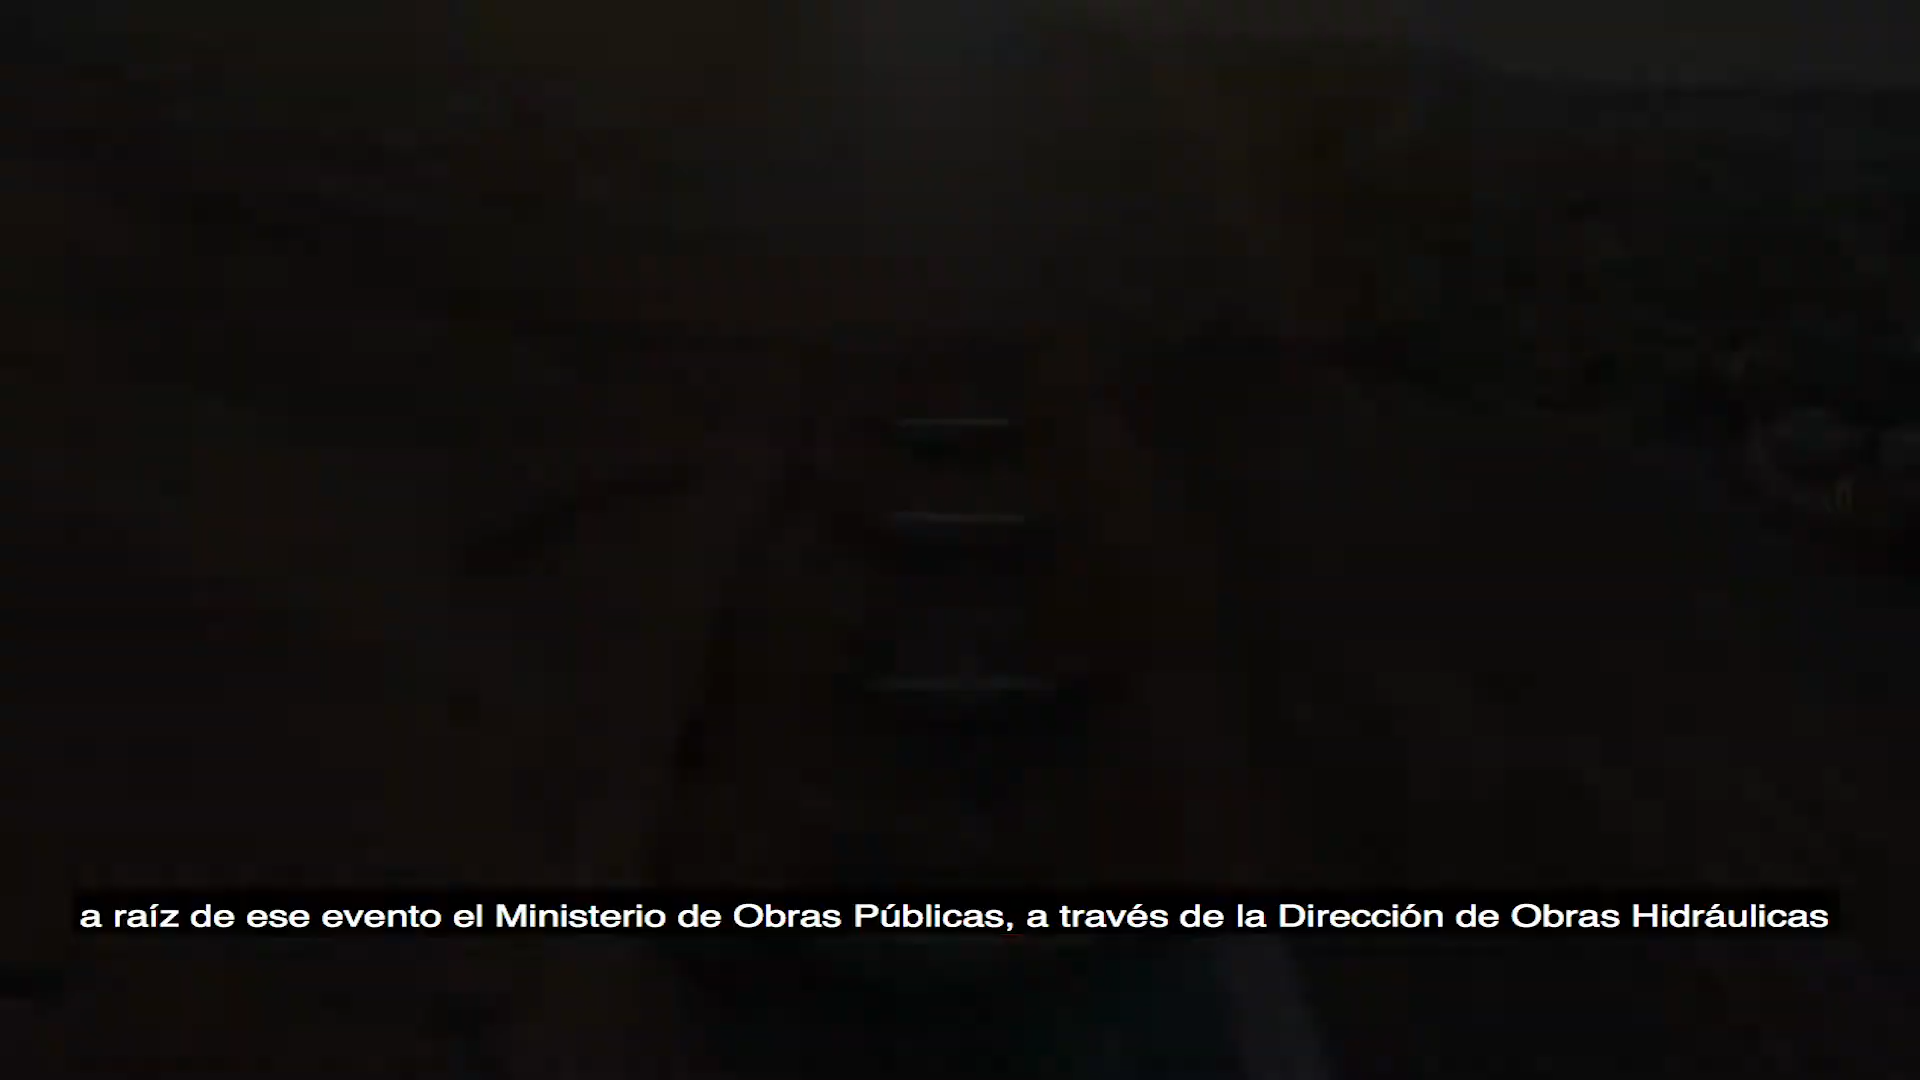 a raíz de ese evento el Ministerio de Obras Públicas, a través de la Dirección de Obras Hidráulicas